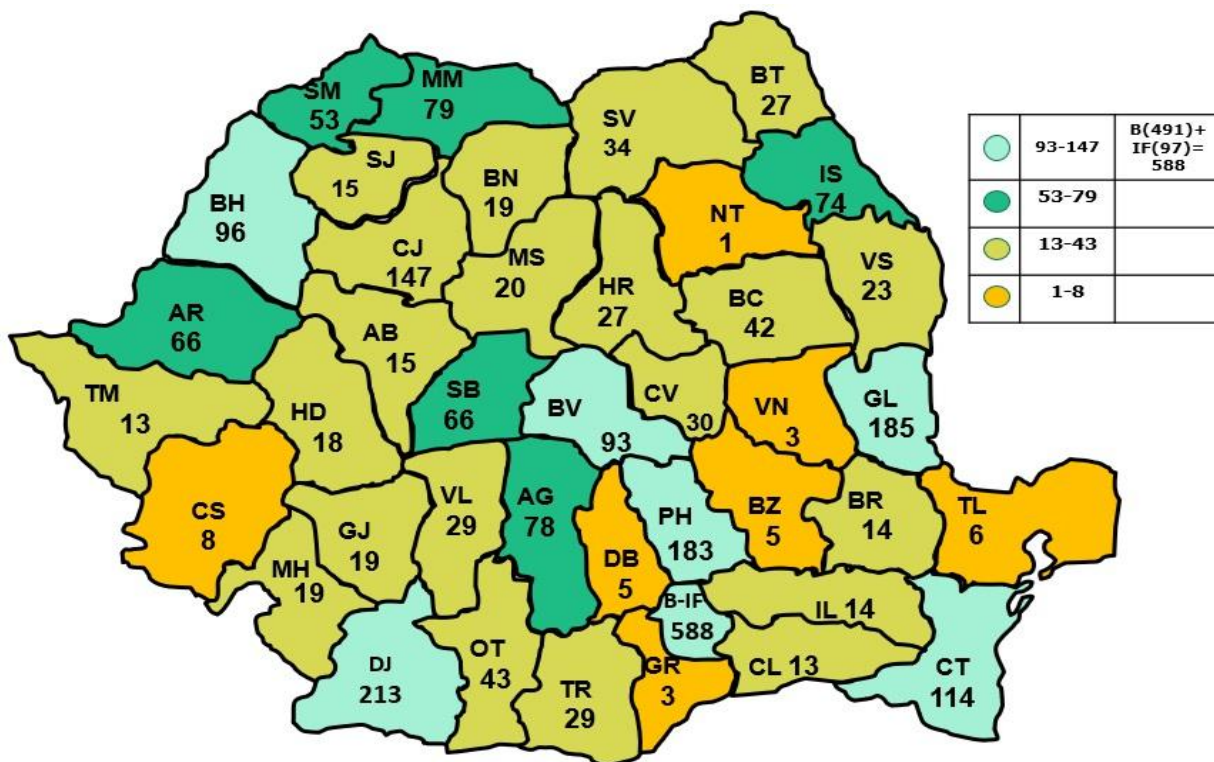 SM
53
MM
79
BT
27
SV
34
SJ
15
BN
19
IS
74
BH
96
NT
1
CJ
147
MS
20
HR
27
BC
42
VS
23
AR
66
AB
15
TM
13
HD
18
SB
66
BV
93
CV
30
VN
3
GL
185
CS
8
GJ
19
VL
29
AG
78
DB
5
PH
183
BZ
5
BR
14
TL
6
MH
19
B-IF
588
IL 14
DJ
213
OT
43
TR
29
GR
3
CL 13
CT
114
93-147
B(491)+
IF(97)=
588
53-79
13-43
1-8